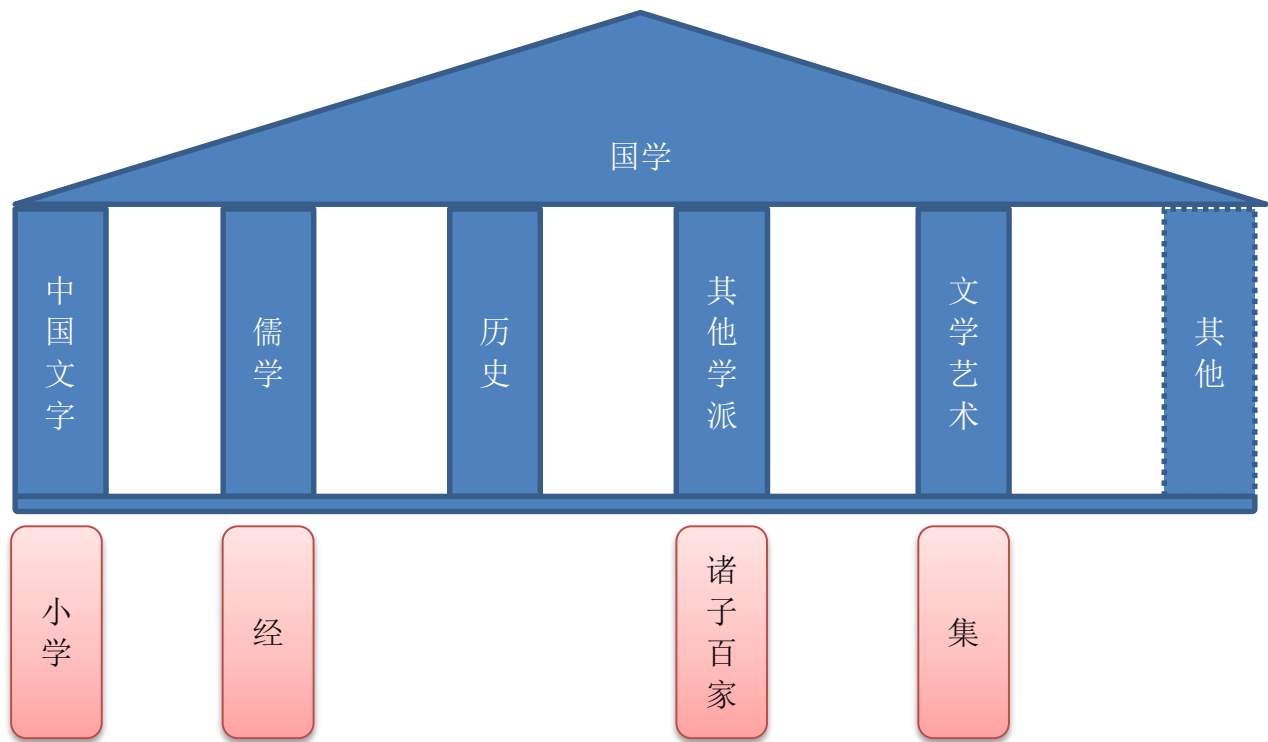 国学
中国文字
儒学
历史
其他学派
文学艺术
其他
小学
经
诸子百家
集